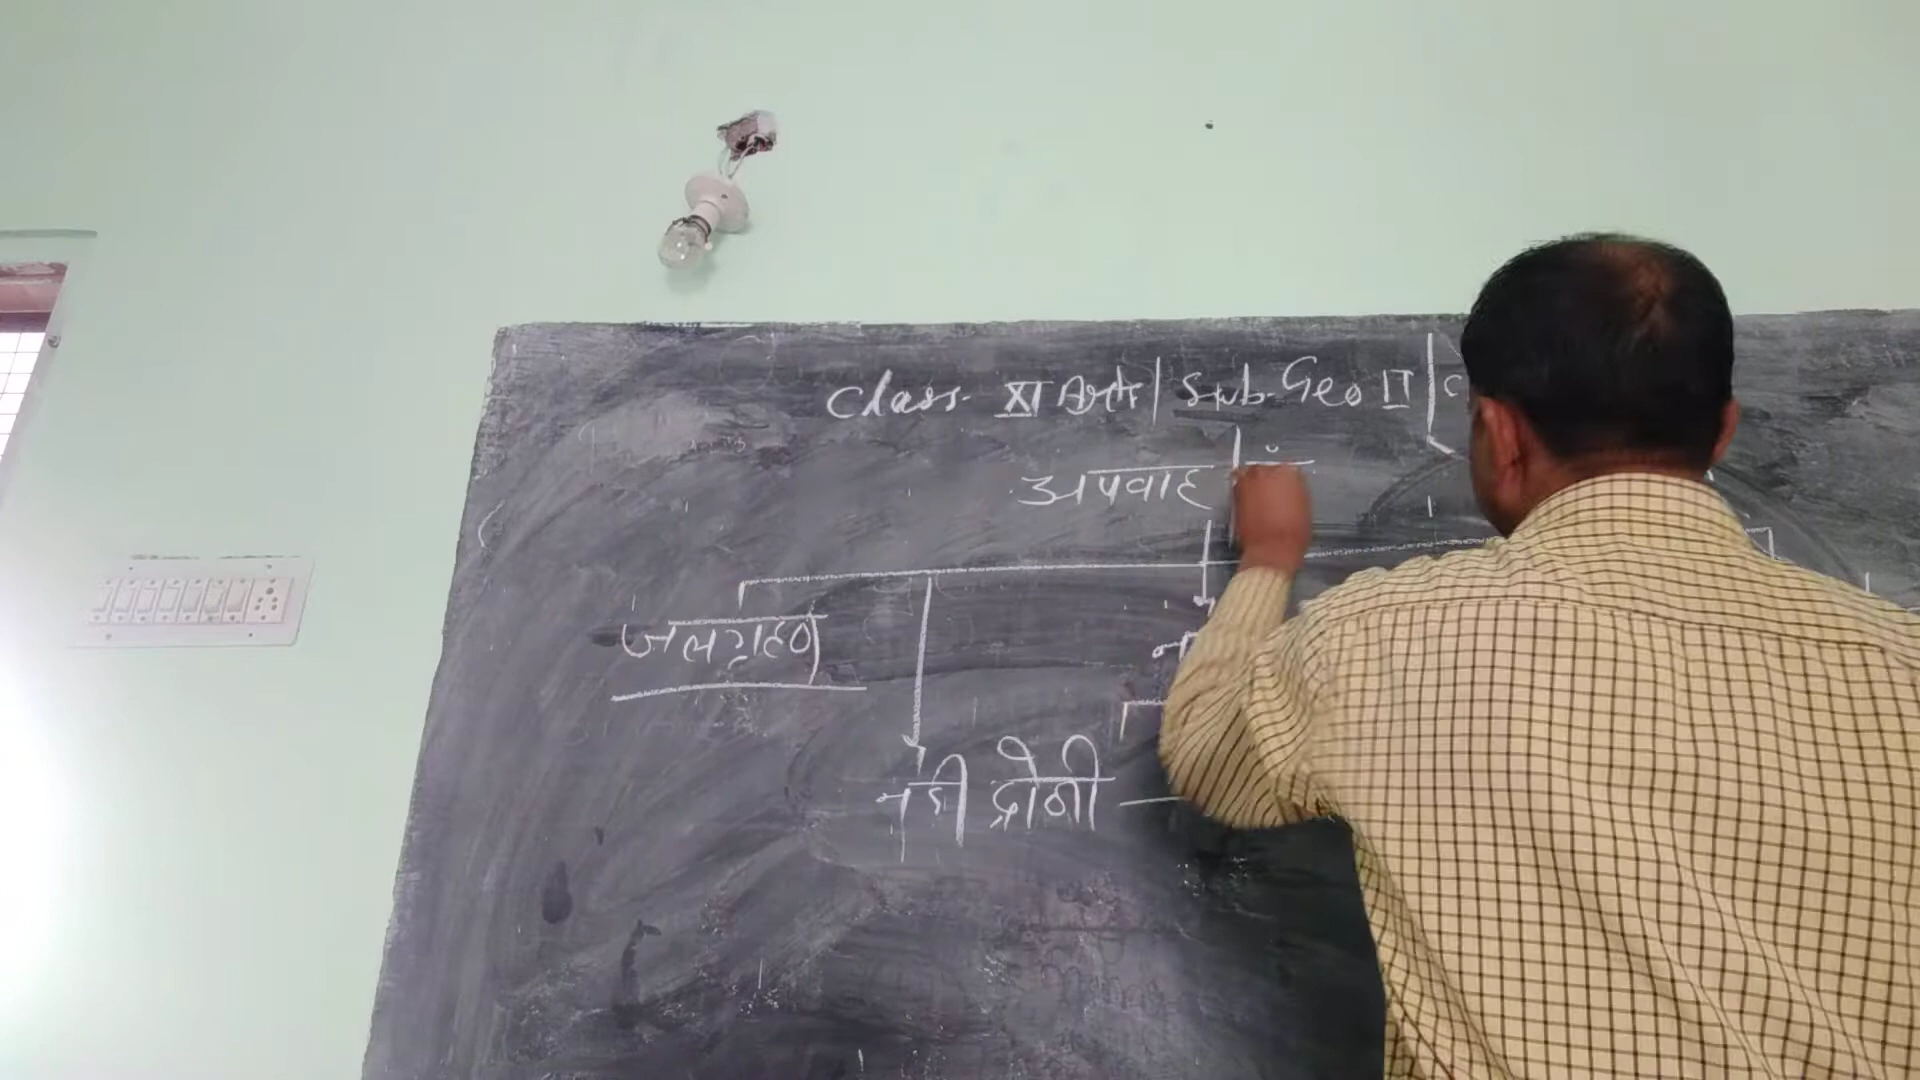 Class- XI Arts | Sub- Geo II |
अपवाह
जलग्रहण
नदी द्रोणी —